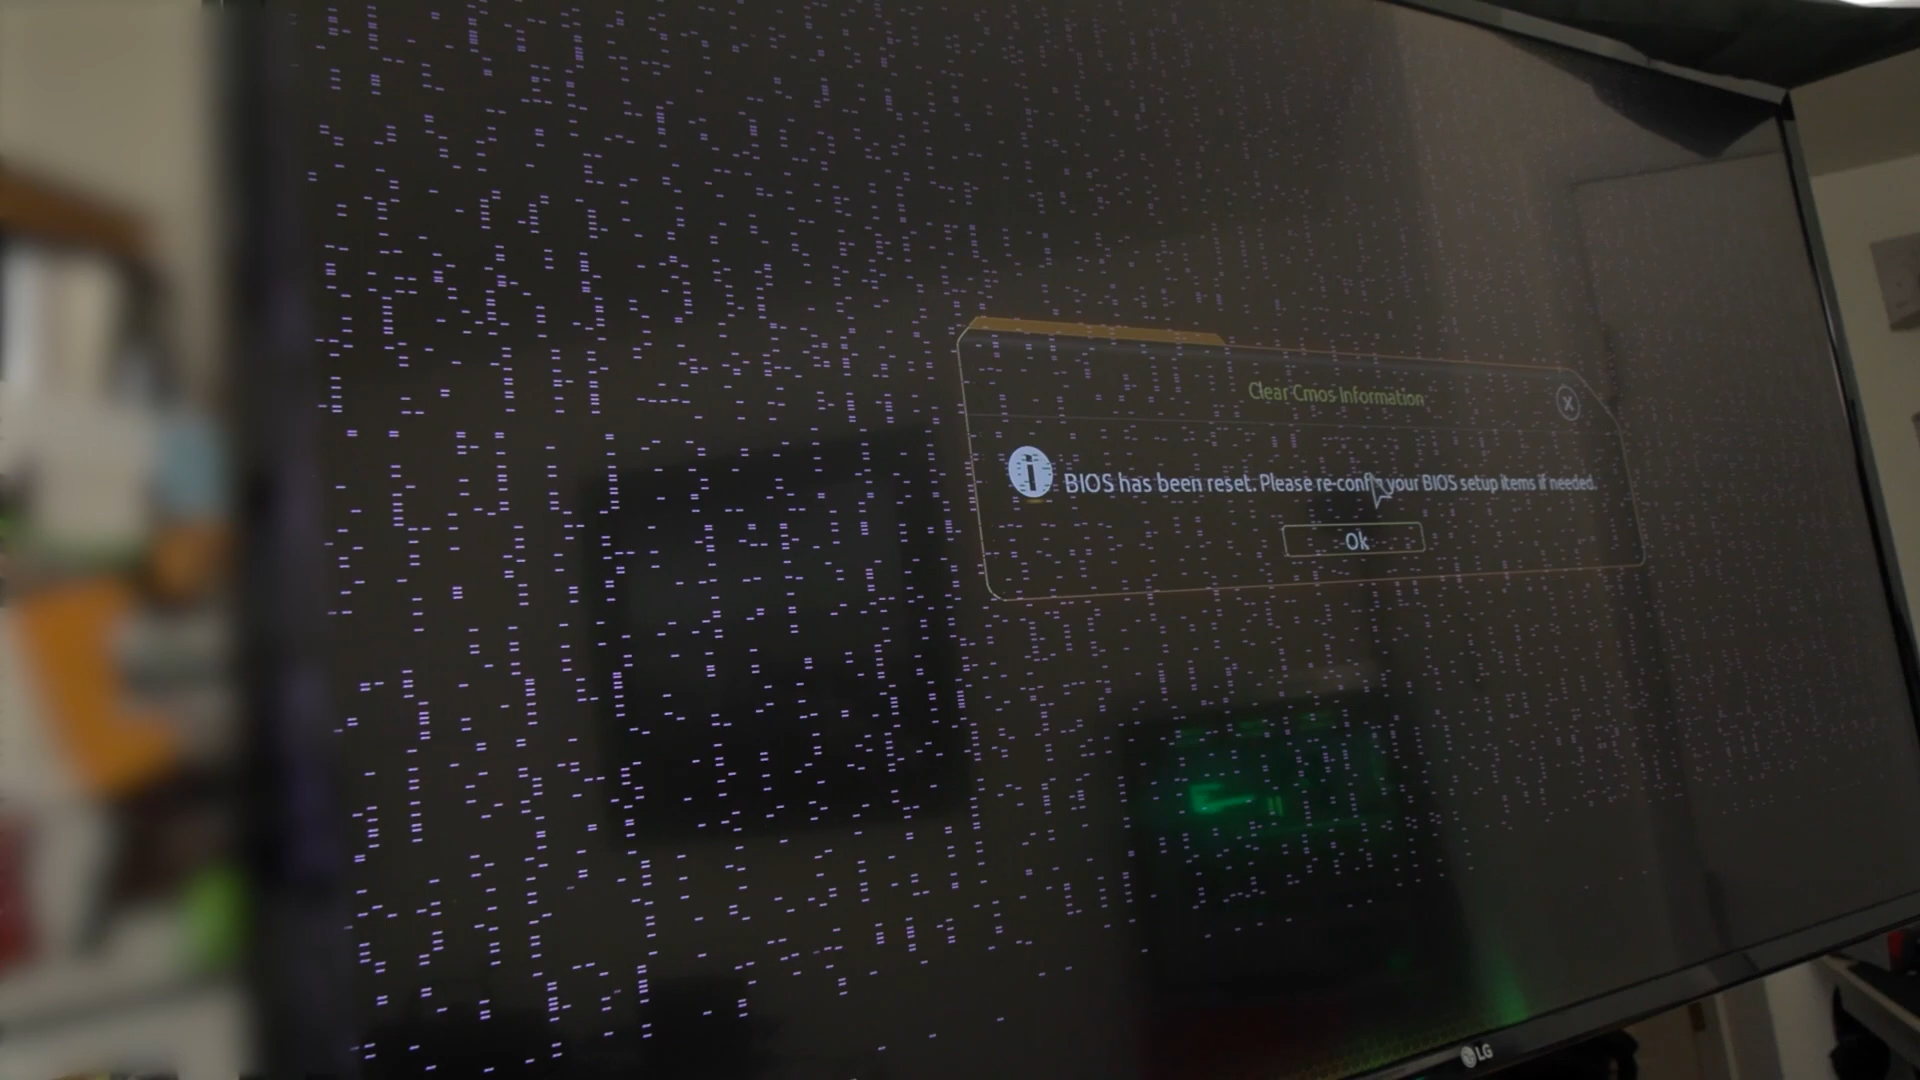 Clear Cmos Information
BIOS has been reset. Please re-config your BIOS setup items if needed.
Ok
LG